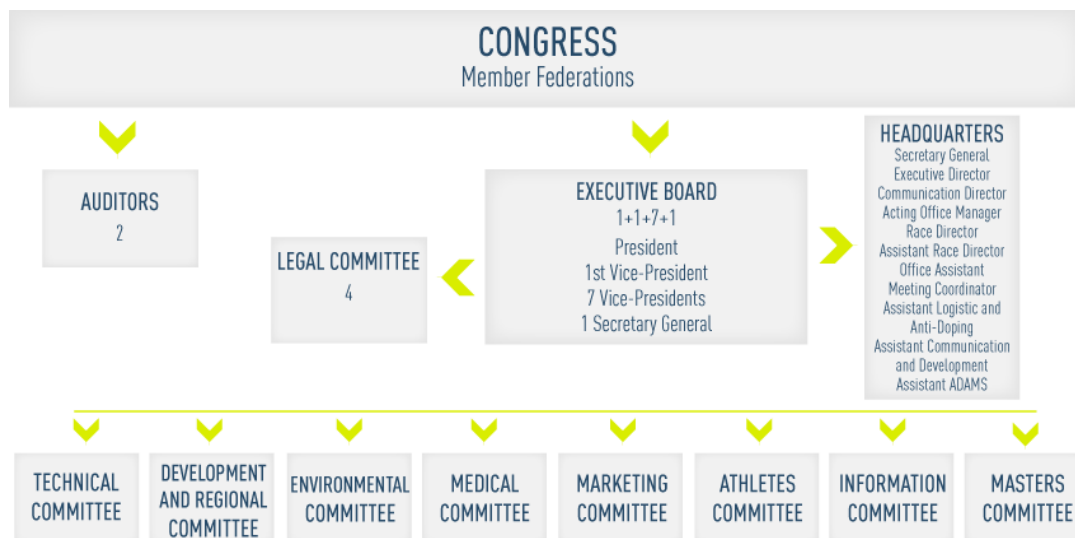 CONGRESS
Member Federations
AUDITORS
2
LEGAL COMMITTEE
4
EXECUTIVE BOARD
1+1+7+1
President
1st Vice-President
7 Vice-Presidents
1 Secretary General
HEADQUARTERS
Secretary General
Executive Director
Communication Director
Acting Office Manager
Race Director
Assistant Race Director
Office Assistant
Meeting Coordinator
Assistant Logistic and
Anti-Doping
Assistant Communication
and Development
Assistant ADAMS
TECHNICAL
COMMITTEE
DEVELOPMENT
AND REGIONAL
COMMITTEE
ENVIRONMENTAL
COMMITTEE
MEDICAL
COMMITTEE
MARKETING
COMMITTEE
ATHLETES
COMMITTEE
INFORMATION
COMMITTEE
MASTERS
COMMITTEE